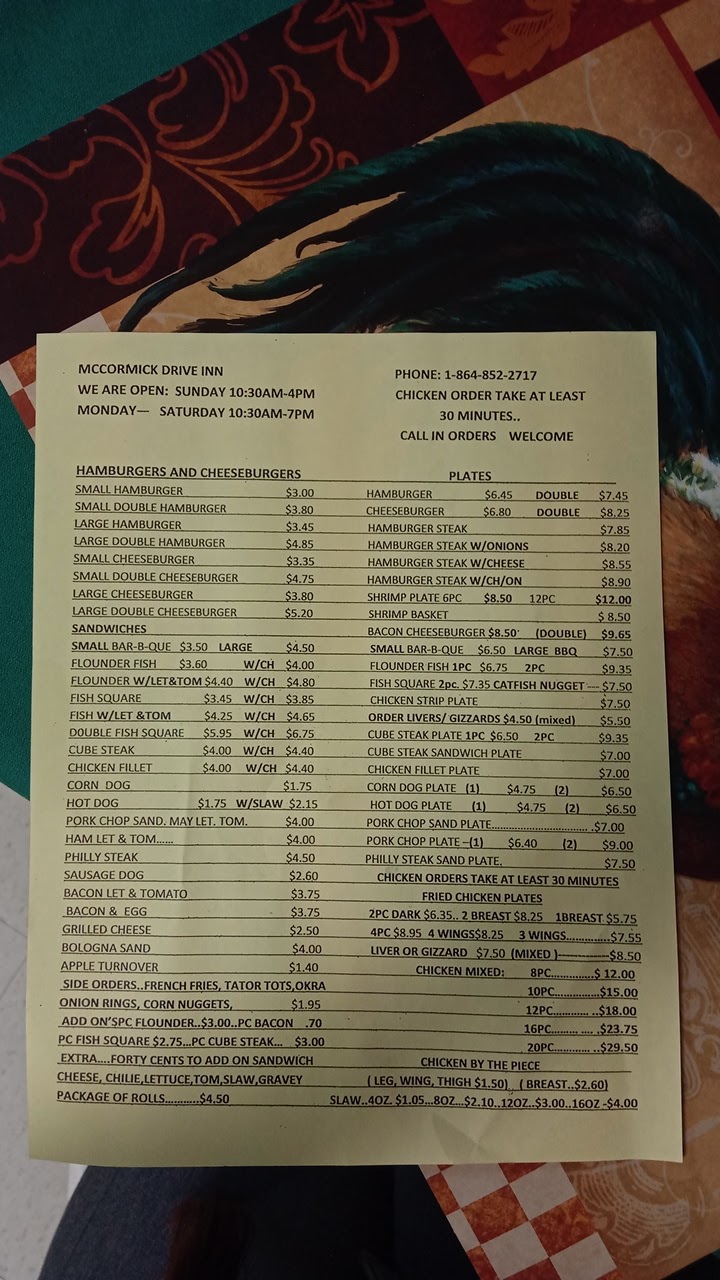 MCCORMICK DRIVE INN
WE ARE OPEN: SUNDAY 10:30AM-4PM
MONDAY— SATURDAY 10:30AM-7PM
PHONE: 1-864-852-2717
CHICKEN ORDER TAKE AT LEAST
30 MINUTES..
CALL IN ORDERS WELCOME
HAMBURGERS AND CHEESEBURGERS
SMALL HAMBURGER $3.00
SMALL DOUBLE HAMBURGER $3.80
LARGE HAMBURGER $3.45
LARGE DOUBLE HAMBURGER $4.85
SMALL CHEESEBURGER $3.35
SMALL DOUBLE CHEESEBURGER $4.75
LARGE CHEESEBURGER $3.80
LARGE DOUBLE CHEESEBURGER $5.20
SANDWICHES
SMALL BAR-B-QUE $3.50 LARGE $4.50
FLOUNDER FISH $3.60 W/CH $4.00
FLOUNDER W/LET&TOM $4.40 W/CH $4.80
FISH SQUARE $3.45 W/CH $3.85
FISH W/LET &TOM $4.25 W/CH $4.65
DOUBLE FISH SQUARE $5.95 W/CH $6.75
CUBE STEAK $4.00 W/CH $4.40
CHICKEN FILLET $4.00 W/CH $4.40
CORN DOG $1.75
HOT DOG $1.75 W/SLAW $2.15
PORK CHOP SAND. MAY LET. TOM. $4.00
HAM LET & TOM...... $4.00
PHILLY STEAK $4.50
SAUSAGE DOG $2.60
BACON LET & TOMATO $3.75
BACON & EGG $3.75
GRILLED CHEESE $2.50
BOLOGNA SAND $4.00
APPLE TURNOVER $1.40
SIDE ORDERS..FRENCH FRIES, TATOR TOTS,OKRA
ONION RINGS, CORN NUGGETS, $1.95
ADD ON'SPC FLOUNDER..$3.00..PC BACON .70
PC FISH SQUARE $2.75...PC CUBE STEAK... $3.00
EXTRA....FORTY CENTS TO ADD ON SANDWICH
CHEESE, CHILIE,LETTUCE,TOM,SLAW,GRAVEY
PACKAGE OF ROLLS...........$4.50
PLATES
HAMBURGER $6.45 DOUBLE $7.45
CHEESEBURGER $6.80 DOUBLE $8.25
HAMBURGER STEAK $7.85
HAMBURGER STEAK W/ONIONS $8.20
HAMBURGER STEAK W/CHEESE $8.55
HAMBURGER STEAK W/CH/ON $8.90
SHRIMP PLATE 6PC $8.50 12PC $12.00
SHRIMP BASKET $ 8.50
BACON CHEESEBURGER $8.50 (DOUBLE) $9.65
SMALL BAR-B-QUE $6.50 LARGE BBQ $7.50
FLOUNDER FISH 1PC $6.75 2PC $9.35
FISH SQUARE 2pc. $7.35 CATFISH NUGGET --- $7.50
CHICKEN STRIP PLATE $7.50
ORDER LIVERS/ GIZZARDS $4.50 (mixed) $5.50
CUBE STEAK PLATE 1PC $6.50 2PC $9.35
CUBE STEAK SANDWICH PLATE $7.00
CHICKEN FILLET PLATE $7.00
CORN DOG PLATE (1) $4.75 (2) $6.50
HOT DOG PLATE (1) $4.75 (2) $6.50
PORK CHOP SAND PLATE.................................$7.00
PORK CHOP PLATE –(1) $6.40 (2) $9.00
PHILLY STEAK SAND PLATE. $7.50
CHICKEN ORDERS TAKE AT LEAST 30 MINUTES
FRIED CHICKEN PLATES
2PC DARK $6.35.. 2 BREAST $8.25 1BREAST $5.75
4PC $8.95 4 WINGS$8.25 3 WINGS..............$7.55
LIVER OR GIZZARD $7.50 (MIXED )--------------$8.50
CHICKEN MIXED: 8PC.............$ 12.00
10PC.............$15.00
12PC.............$18.00
16PC......... .... .$23.75
20PC............ ..$29.50
CHICKEN BY THE PIECE
( LEG, WING, THIGH $1.50) ( BREAST..$2.60)
SLAW..4OZ. $1.05...8OZ...$2.10..12OZ..$3.00..16OZ -$4.00